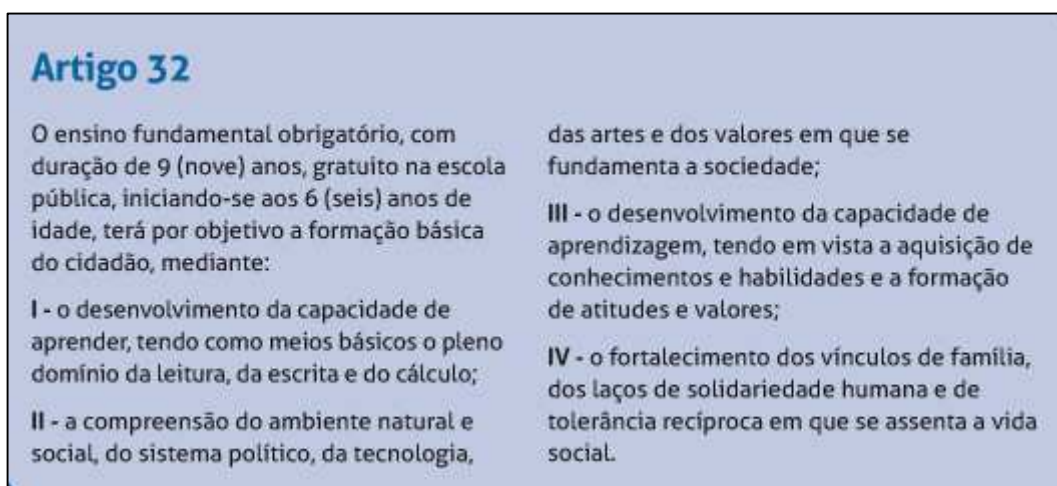 Artigo 32
O ensino fundamental obrigatório, com
duração de 9 (nove) anos, gratuito na escola
pública, iniciando-se aos 6 (seis) anos de
idade, terá por objetivo a formação básica
do cidadão, mediante:
I - o desenvolvimento da capacidade de
aprender, tendo como meios básicos o pleno
domínio da leitura, da escrita e do cálculo;
II - a compreensão do ambiente natural e
social, do sistema político, da tecnologia,
das artes e dos valores em que se
fundamenta a sociedade;
III - o desenvolvimento da capacidade de
aprendizagem, tendo em vista a aquisição de
conhecimentos e habilidades e a formação
de atitudes e valores;
IV - o fortalecimento dos vínculos de família,
dos laços de solidariedade humana e de
tolerância recíproca em que se assenta a vida
social.